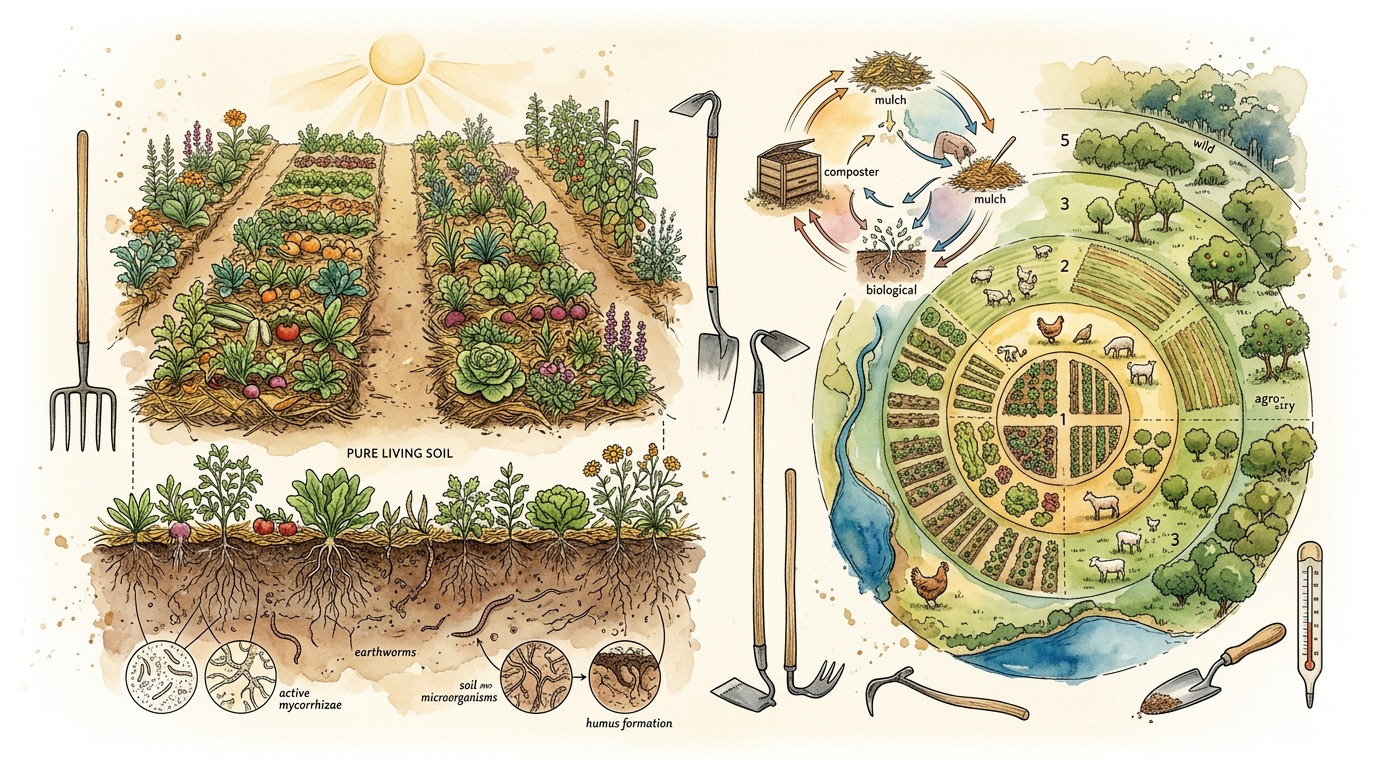 mulch
composter
mulch
biological
5
wild
3
2
1
agro-
3
PURE LIVING SOIL
earthworms
active
mycorrhizae
soil
microorganisms
humus formation